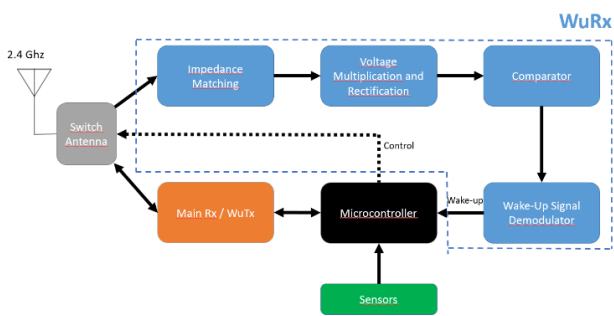 WuRx
2.4 Ghz
Impedance
Matching
Voltage
Multiplication and
Rectification
Comparator
Switch
Antenna
Control
Main Rx / WuTx
Microcontroller
Wake-up
Wake-Up Signal
Demodulator
Sensors